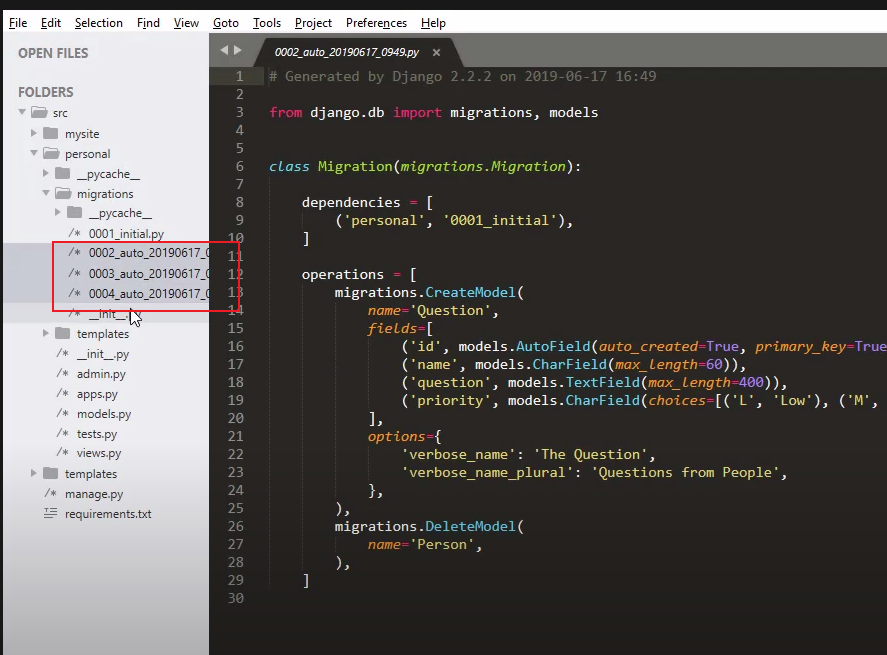 File Edit Selection Find View Goto Tools Project Preferences Help
OPEN FILES
FOLDERS
src
mysite
personal
__pycache__
migrations
__pycache__
/* 0001_initial.py
/* 0002_auto_20190617_0
/* 0003_auto_20190617_0
/* 0004_auto_20190617_0
/* __init__.py
templates
/* __init__.py
/* admin.py
/* apps.py
/* models.py
/* tests.py
/* views.py
templates
/* manage.py
requirements.txt
0002_auto_20190617_0949.py ×
1 # Generated by Django 2.2.2 on 2019-06-17 16:49
2
3 from django.db import migrations, models
4
5
6 class Migration(migrations.Migration):
7
8 dependencies = [
9 ('personal', '0001_initial'),
10 ]
11
12 operations = [
13 migrations.CreateModel(
14 name='Question',
15 fields=[
16 ('id', models.AutoField(auto_created=True, primary_key=True
17 ('name', models.CharField(max_length=60)),
18 ('question', models.TextField(max_length=400)),
19 ('priority', models.CharField(choices=[('L', 'Low'), ('M',
20 ],
21 options={
22 'verbose_name': 'The Question',
23 'verbose_name_plural': 'Questions from People',
24 },
25 ),
26 migrations.DeleteModel(
27 name='Person',
28 ),
29 ]
30